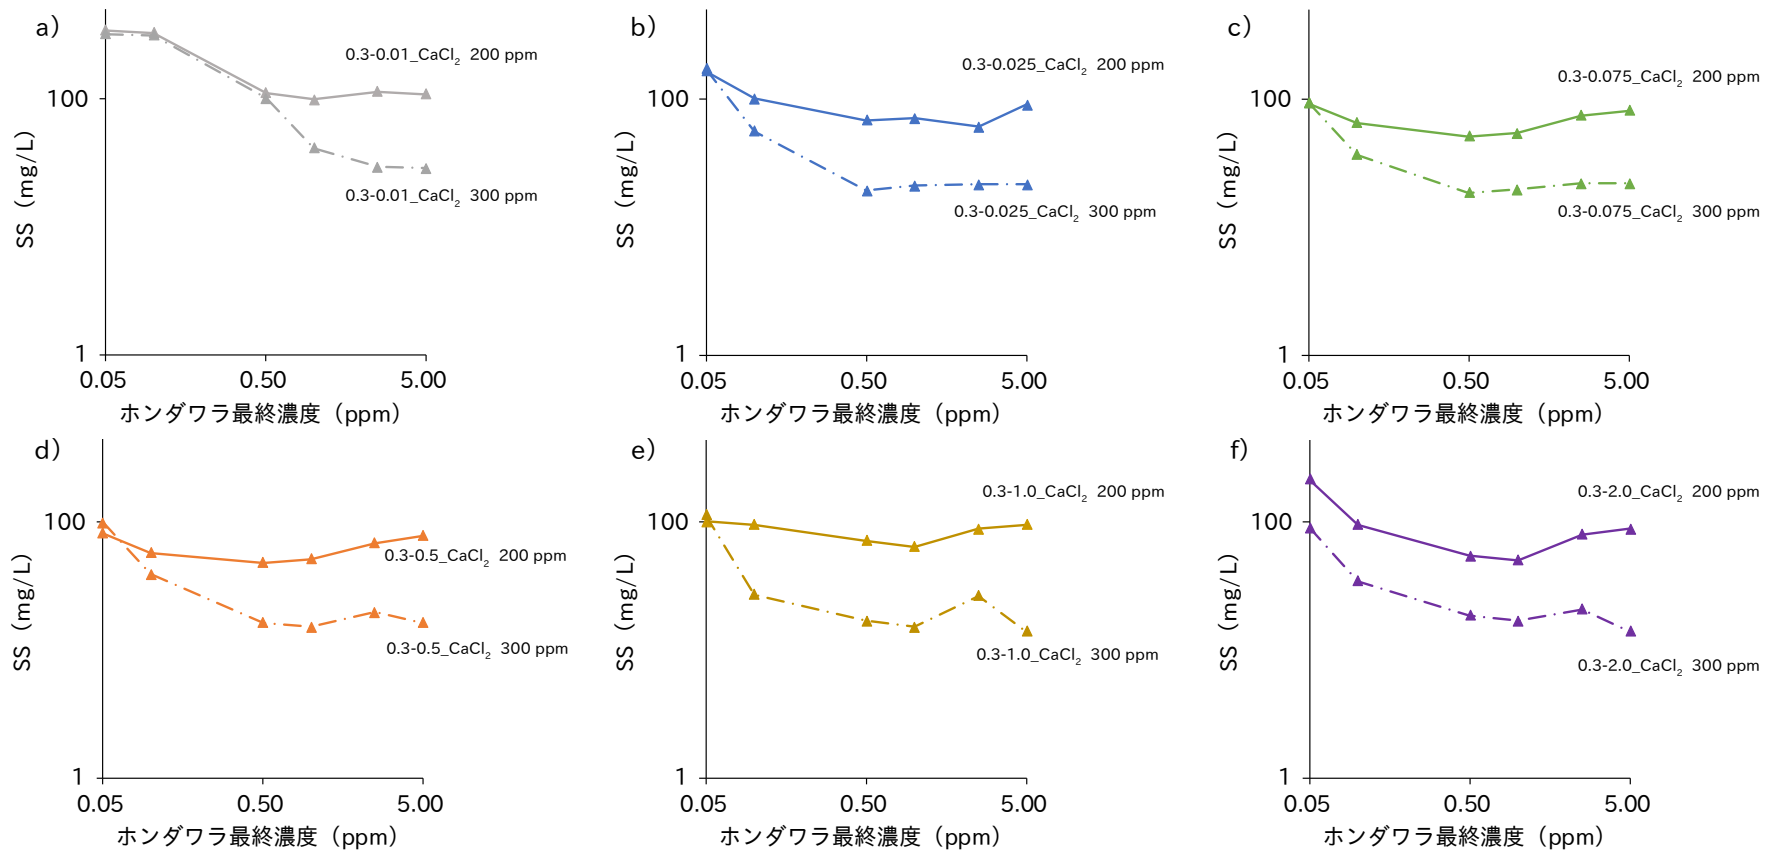 a)
0.3-0.01_CaCl₂ 200 ppm
100
SS (mg/L)
0.3-0.01_CaCl₂ 300 ppm
1
0.05 0.50 5.00
ホンダワラ最終濃度（ppm）
b)
0.3-0.025_CaCl₂ 200 ppm
100
SS (mg/L)
0.3-0.025_CaCl₂ 300 ppm
1
0.05 0.50 5.00
ホンダワラ最終濃度（ppm）
c)
0.3-0.075_CaCl₂ 200 ppm
100
SS (mg/L)
0.3-0.075_CaCl₂ 300 ppm
1
0.05 0.50 5.00
ホンダワラ最終濃度（ppm）
d)
100
0.3-0.5_CaCl₂ 200 ppm
SS (mg/L)
0.3-0.5_CaCl₂ 300 ppm
1
0.05 0.50 5.00
ホンダワラ最終濃度（ppm）
e)
0.3-1.0_CaCl₂ 200 ppm
100
SS (mg/L)
0.3-1.0_CaCl₂ 300 ppm
1
0.05 0.50 5.00
ホンダワラ最終濃度（ppm）
f)
0.3-2.0_CaCl₂ 200 ppm
100
SS (mg/L)
0.3-2.0_CaCl₂ 300 ppm
1
0.05 0.50 5.00
ホンダワラ最終濃度（ppm）